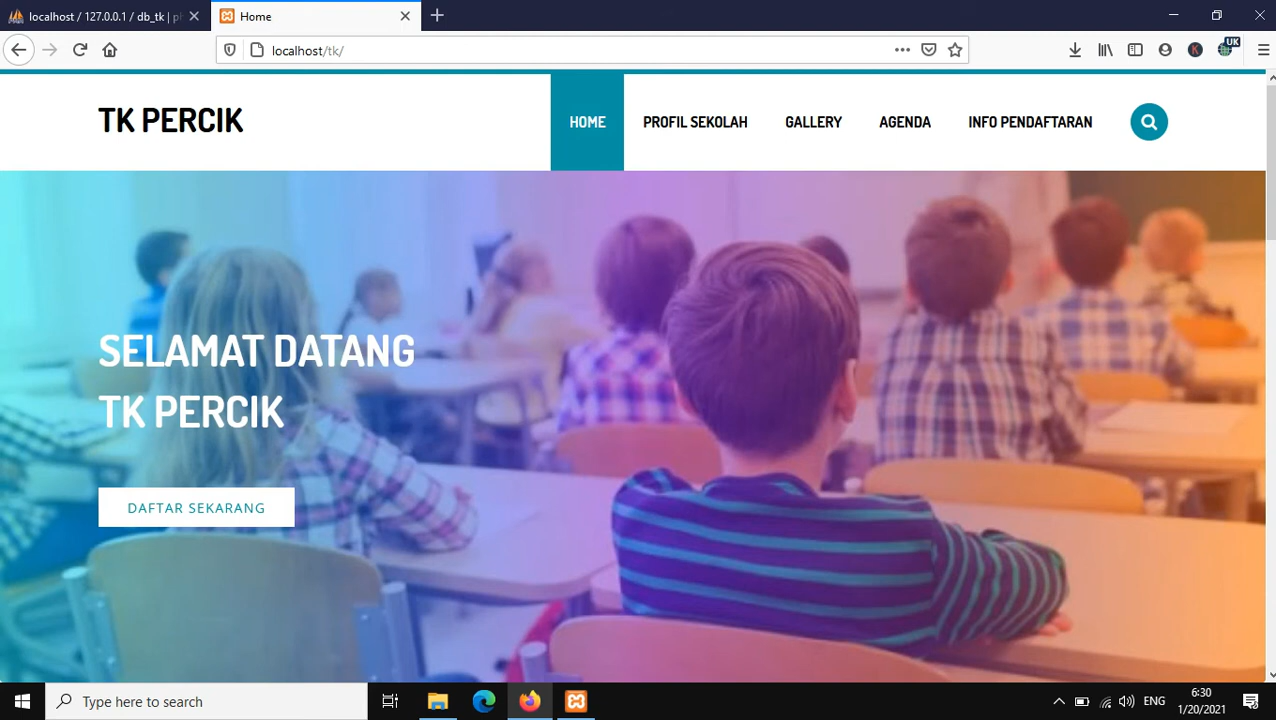 localhost / 127.0.0.1 / db_tk | p
Home
localhost/tk/
K
UK
TK PERCIK
HOME
PROFIL SEKOLAH
GALLERY
AGENDA
INFO PENDAFTARAN
SELAMAT DATANG
TK PERCIK
DAFTAR SEKARANG
Type here to search
ENG
6:30
1/20/2021